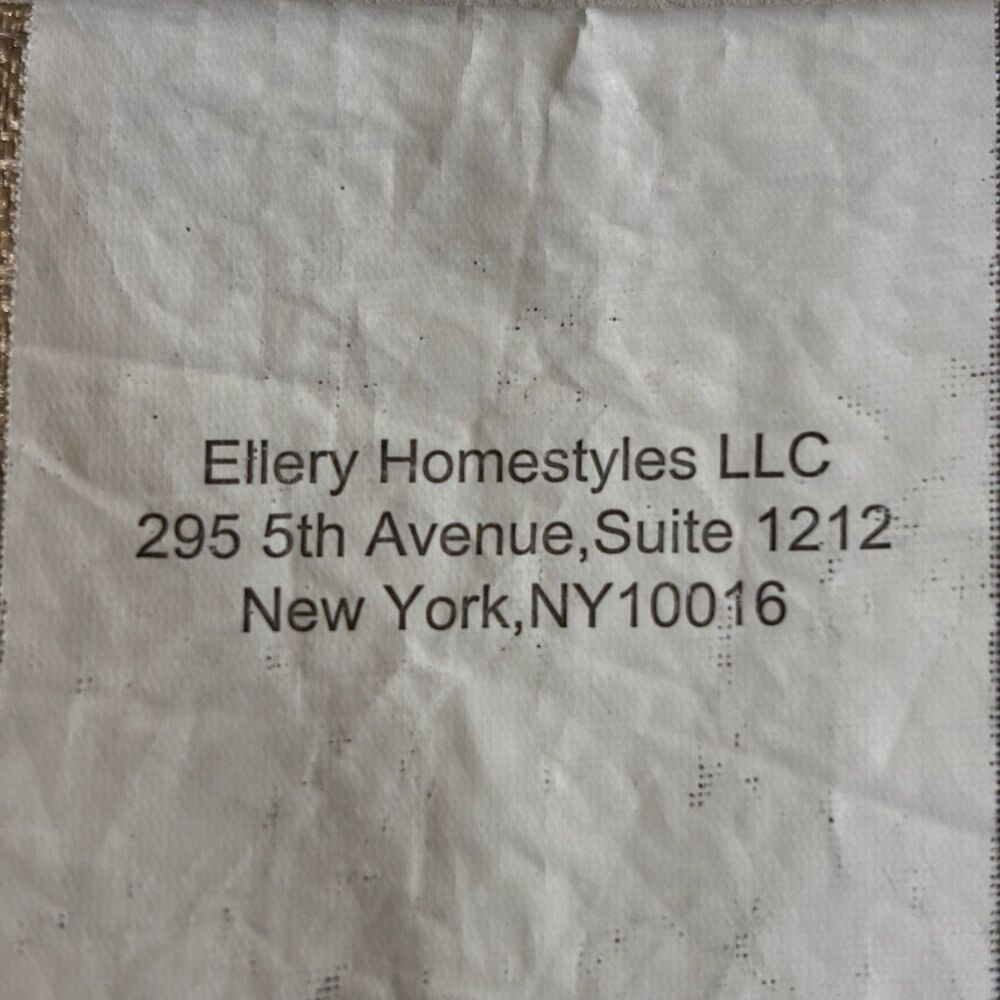 Ellery Homestyles LLC
295 5th Avenue,Suite 1212
New York,NY10016